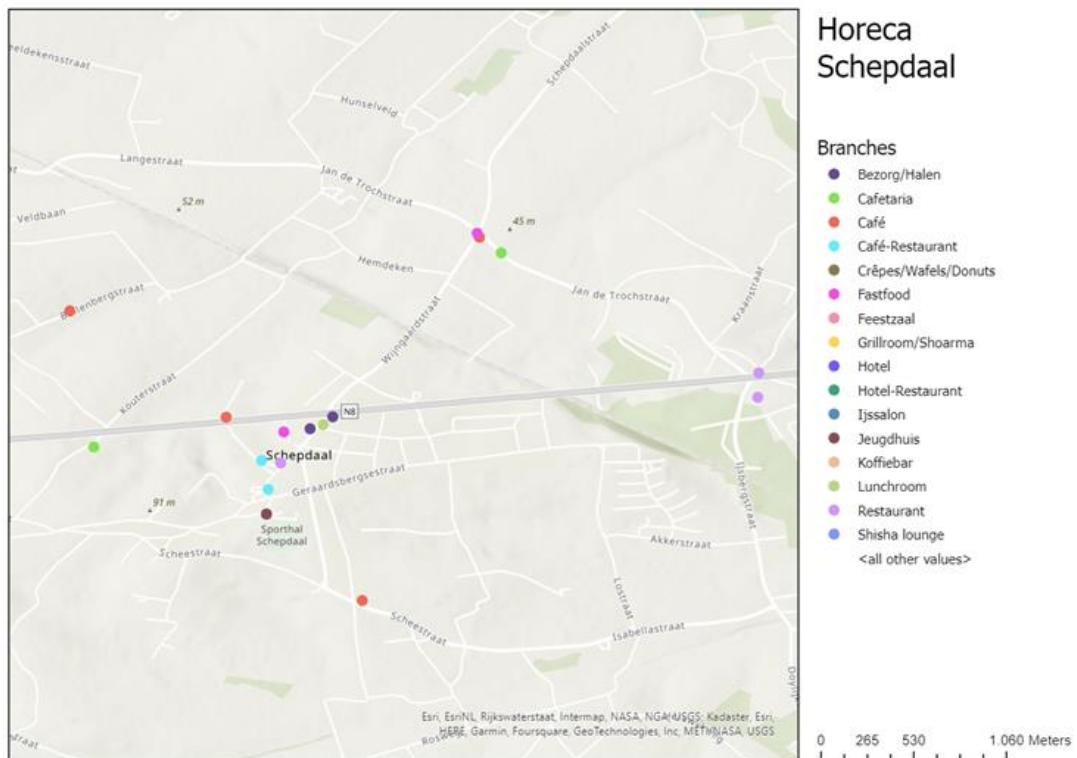 Horeca
Schepdaal
Branches
Bezorg/Halen
Cafetaria
Café
Café-Restaurant
Crêpes/Wafels/Donuts
Fastfood
Feestzaal
Grillroom/Shoarma
Hotel
Hotel-Restaurant
Ijssalon
Jeugdhuis
Koffiebar
Lunchroom
Restaurant
Shisha lounge
<all other values>
0 265 530 1.060 Meters
Schepdaalstraat
Hunselveld
Langestraat
Jan de Trochstraat
52 m
Veldbaan
45 m
Hemdeken
Jan de Trochstraat
Kraanstraat
Wijngaardstraat
Kouterstraat
N8
Schepdaal
Geraardsbergsestraat
IJsbergstraat
91 m
Sporthal
Schepdaal
Scheestraat
Akkerstraat
Lostraat
Scheestraat
Isabellastraat
Esri, EsriNL, Rijkswaterstaat, Intermap, NASA, NGA, USGS; Kadaster, Esri,
HERE, Garmin, Foursquare, GeoTechnologies, Inc, METI/NASA, USGS